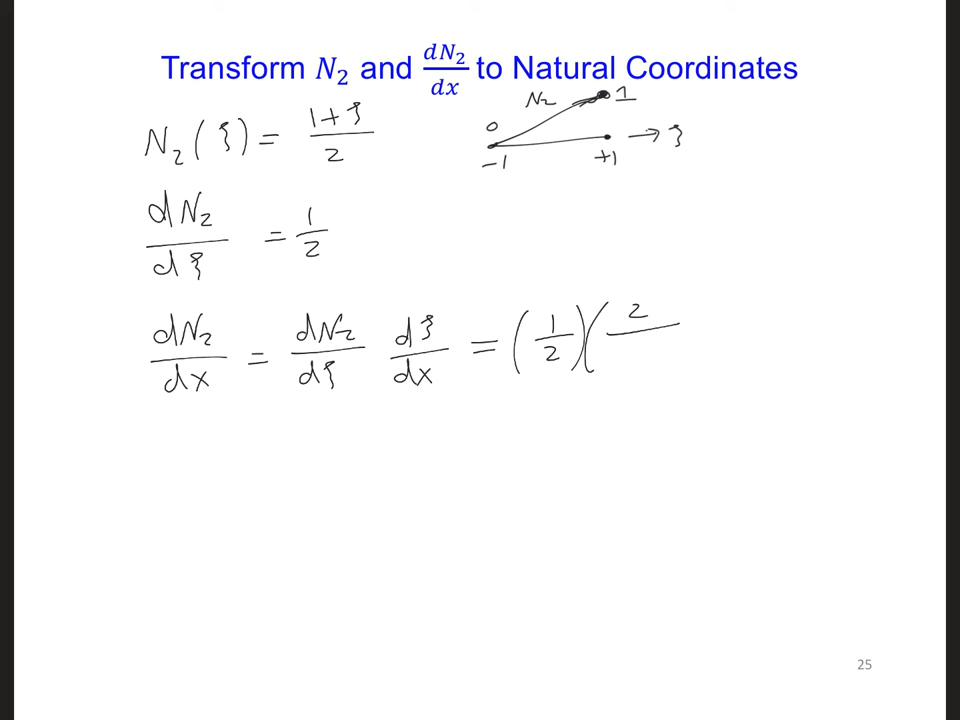 Transform N₂ and dN₂/dx to Natural Coordinates
N₂(ξ) = (1+ξ)/2
N₂ 1
0
→ ξ
-1 +1
dN₂/dξ = 1/2
dN₂/dx = dN₂/dξ dξ/dx = (1/2)(2/
25